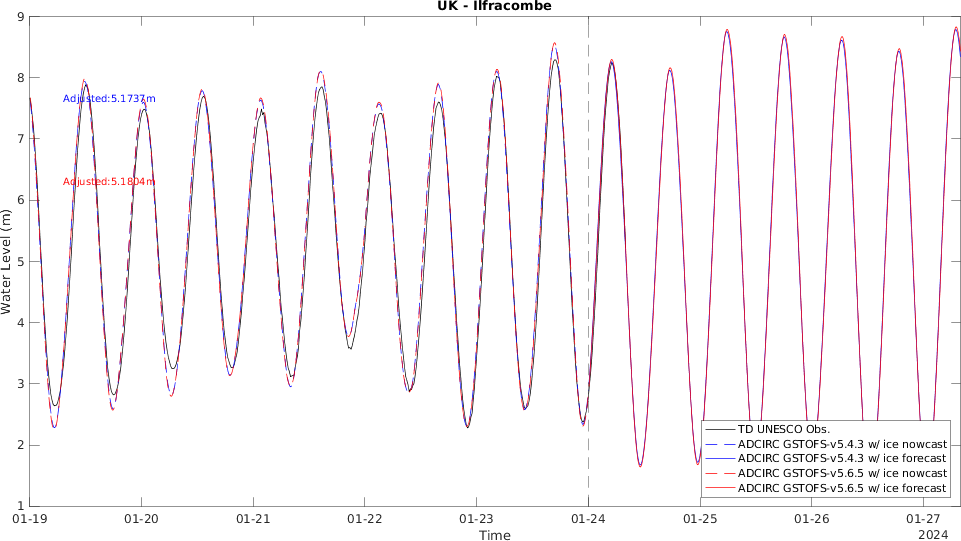 UK - Ilfracombe
9
8
7
6
5
4
3
2
1
Water Level (m)
Adjusted:5.1737m
Adjusted:5.1804m
TD UNESCO Obs.
ADCIRC GSTOFS-v5.4.3 w/ ice nowcast
ADCIRC GSTOFS-v5.4.3 w/ ice forecast
ADCIRC GSTOFS-v5.6.5 w/ ice nowcast
ADCIRC GSTOFS-v5.6.5 w/ ice forecast
01-19 01-20 01-21 01-22 01-23 01-24 01-25 01-26 01-27
Time
2024